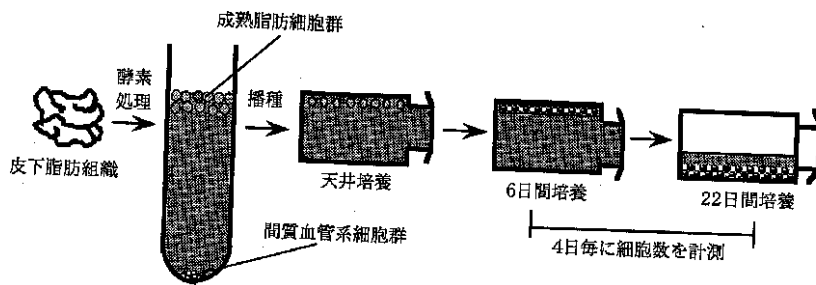 成熟脂肪細胞群
酵素
処理
播種
皮下脂肪組織
天井培養
6日間培養
22日間培養
間質血管系細胞群
4日毎に細胞数を計測